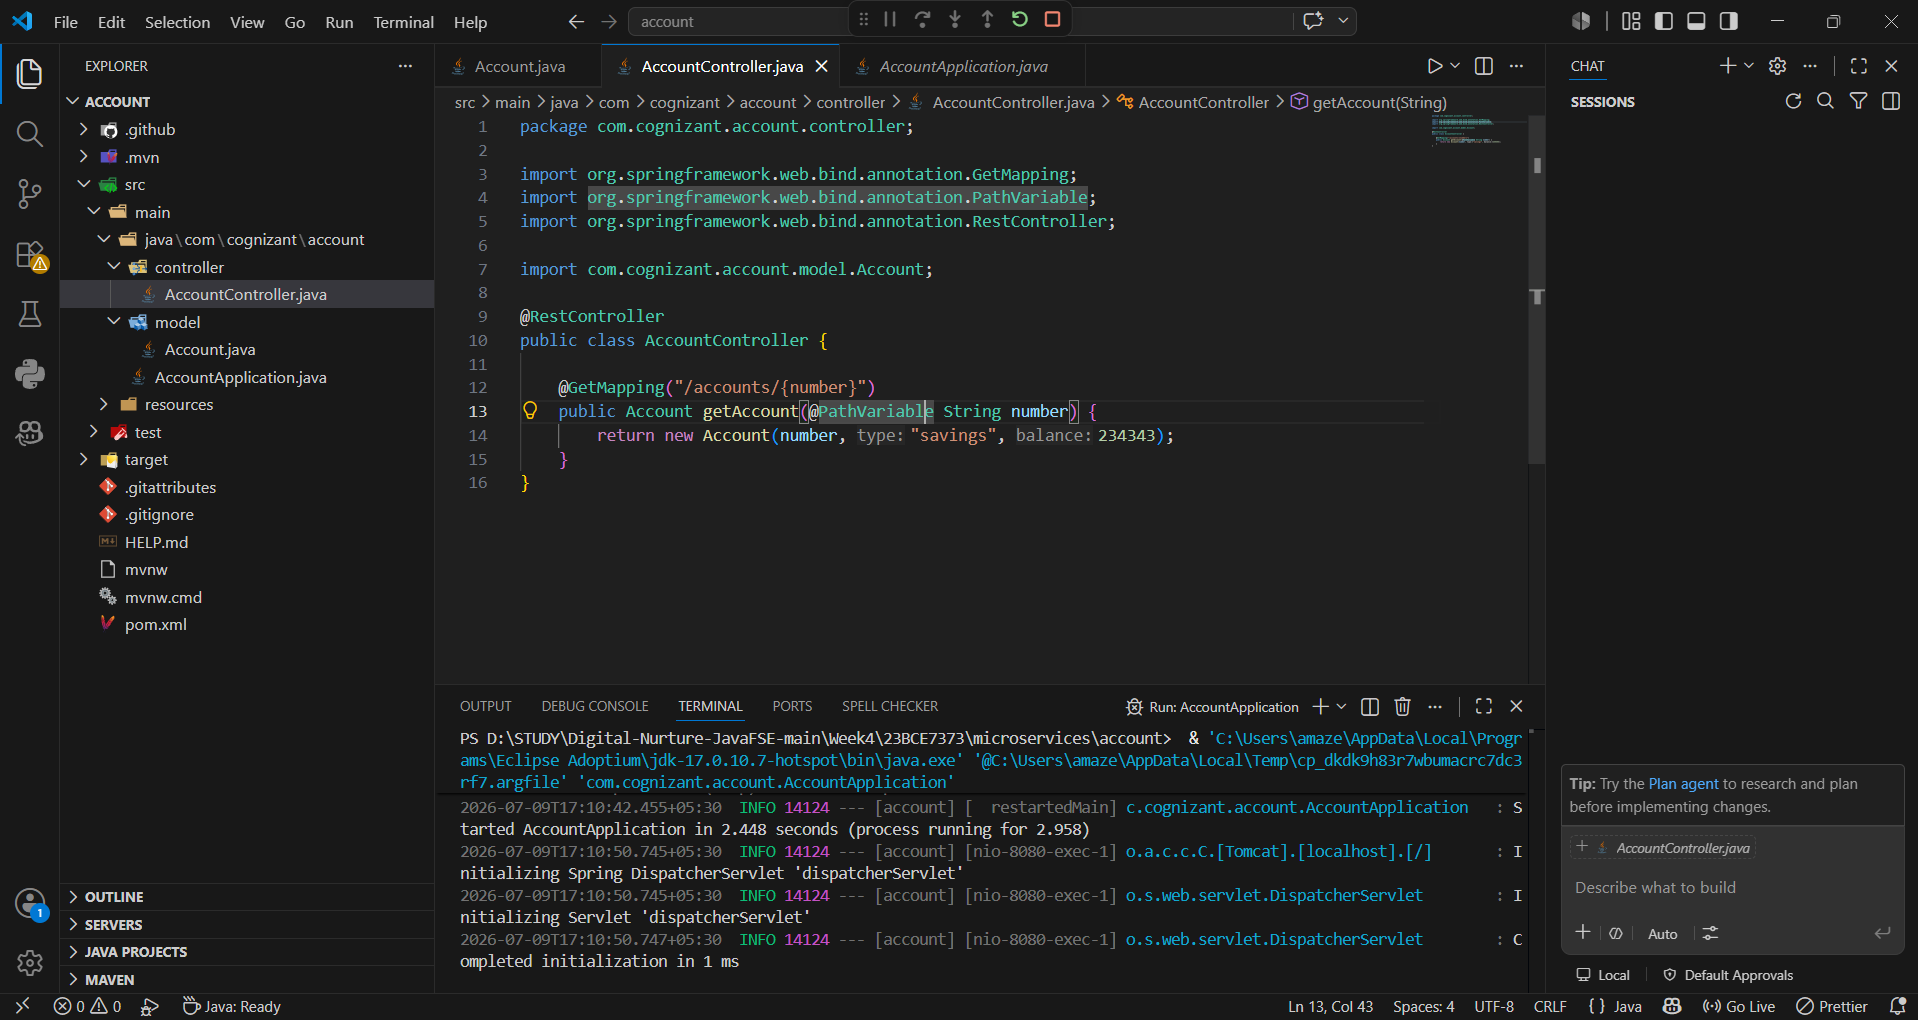 File Edit Selection View Go Run Terminal Help
account
EXPLORER
ACCOUNT
.github
.mvn
src
main
java\com\cognizant\account
controller
AccountController.java
model
Account.java
AccountApplication.java
resources
test
target
.gitattributes
.gitignore
HELP.md
mvnw
mvnw.cmd
pom.xml
OUTLINE
SERVERS
JAVA PROJECTS
MAVEN
Account.java AccountController.java AccountApplication.java
src > main > java > com > cognizant > account > controller > AccountController.java > AccountController > getAccount(String)
1 package com.cognizant.account.controller;
2
3 import org.springframework.web.bind.annotation.GetMapping;
4 import org.springframework.web.bind.annotation.PathVariable;
5 import org.springframework.web.bind.annotation.RestController;
6
7 import com.cognizant.account.model.Account;
8
9 @RestController
10 public class AccountController {
11
12 @GetMapping("/accounts/{number}")
13 public Account getAccount(@PathVariable String number) {
14 return new Account(number, type: "savings", balance: 234343);
15 }
16 }
OUTPUT DEBUG CONSOLE TERMINAL PORTS SPELL CHECKER
Run: AccountApplication
PS D:\STUDY\Digital-Nurture-JavaFSE-main\Week4\23BCE7373\microservices\account> & 'C:\Users\amaze\AppData\Local\Progr
ams\Eclipse Adoptium\jdk-17.0.10.7-hotspot\bin\java.exe' '@C:\Users\amaze\AppData\Local\Temp\cp_dkdk9h83r7wbumacrc7dc3
rf7.argfile' 'com.cognizant.account.AccountApplication'
2026-07-09T17:10:42.455+05:30 INFO 14124 --- [account] [ restartedMain] c.cognizant.account.AccountApplication : S
tarted AccountApplication in 2.448 seconds (process running for 2.958)
2026-07-09T17:10:50.745+05:30 INFO 14124 --- [account] [nio-8080-exec-1] o.a.c.c.C.[Tomcat].[localhost].[/] : I
nitializing Spring DispatcherServlet 'dispatcherServlet'
2026-07-09T17:10:50.745+05:30 INFO 14124 --- [account] [nio-8080-exec-1] o.s.web.servlet.DispatcherServlet : I
nitializing Servlet 'dispatcherServlet'
2026-07-09T17:10:50.747+05:30 INFO 14124 --- [account] [nio-8080-exec-1] o.s.web.servlet.DispatcherServlet : C
ompleted initialization in 1 ms
CHAT
SESSIONS
Tip: Try the Plan agent to research and plan
before implementing changes.
AccountController.java
Describe what to build
Auto
Local Default Approvals
1
0 0 Java: Ready
Ln 13, Col 43 Spaces: 4 UTF-8 CRLF {} Java Go Live Prettier